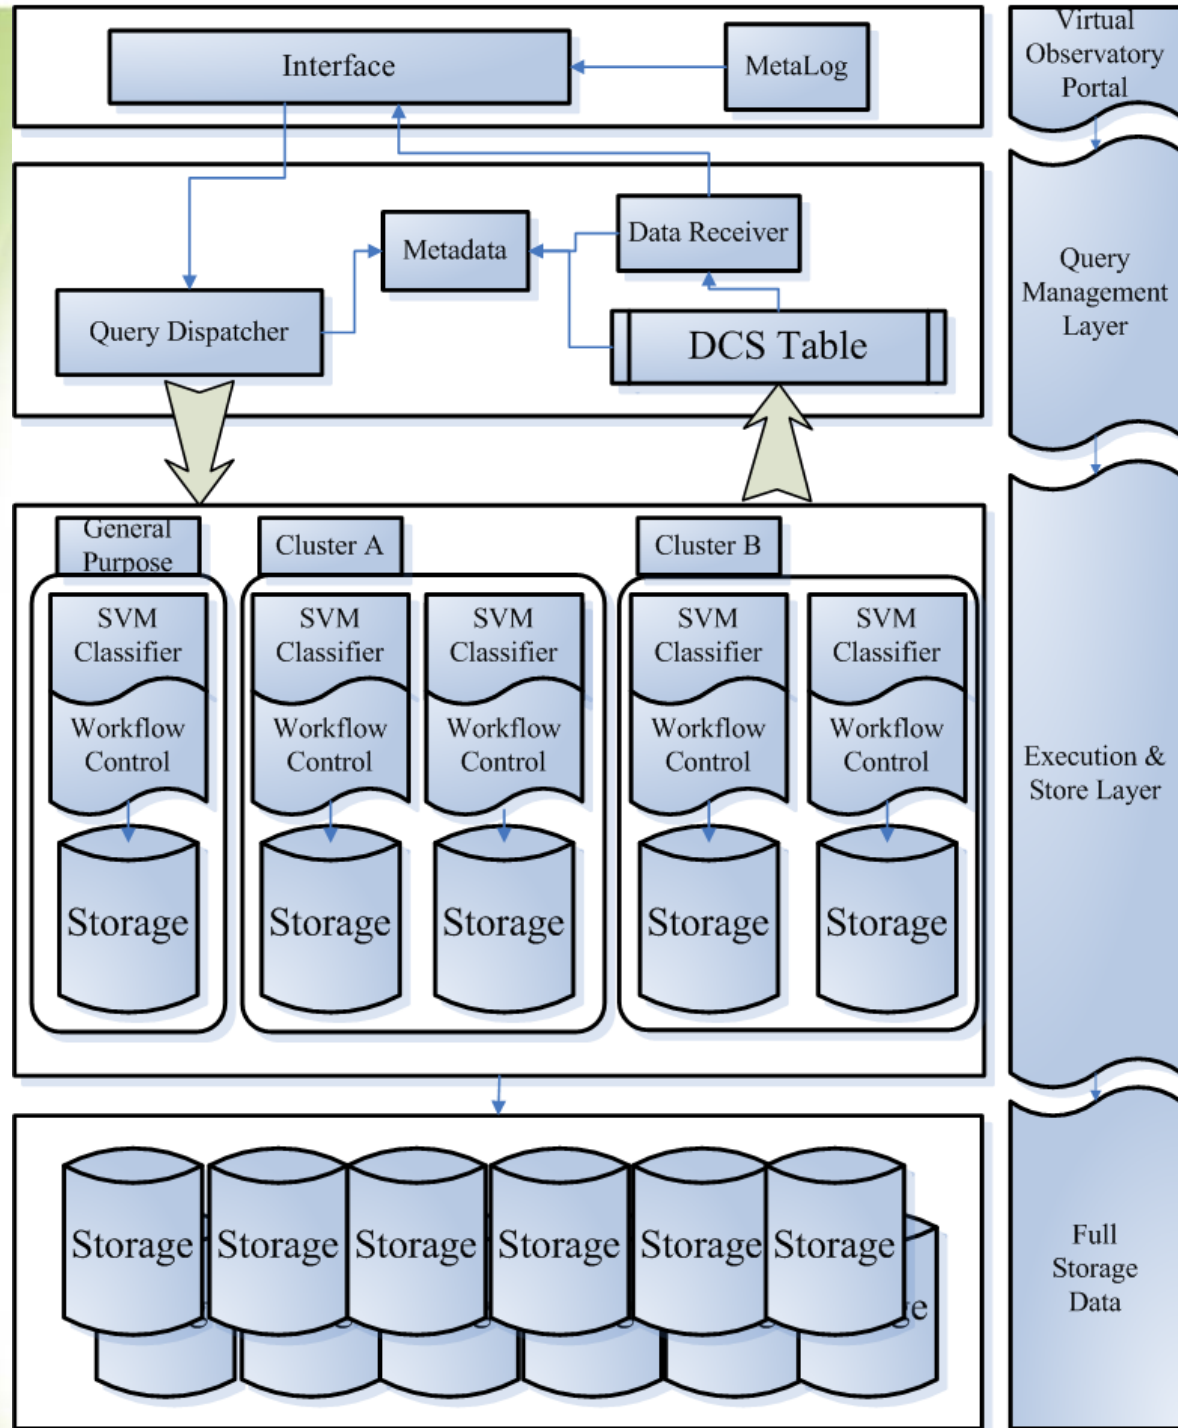 Interface
MetaLog
Virtual
Observatory
Portal
Metadata
Data Receiver
Query Dispatcher
DCS Table
Query
Management
Layer
General
Purpose
Cluster A
Cluster B
SVM
Classifier
SVM
Classifier
SVM
Classifier
SVM
Classifier
SVM
Classifier
Workflow
Control
Workflow
Control
Workflow
Control
Workflow
Control
Workflow
Control
Storage
Storage
Storage
Storage
Storage
Execution &
Store Layer
Storage
Storage
Storage
Storage
Storage
Storage
Full
Storage
Data